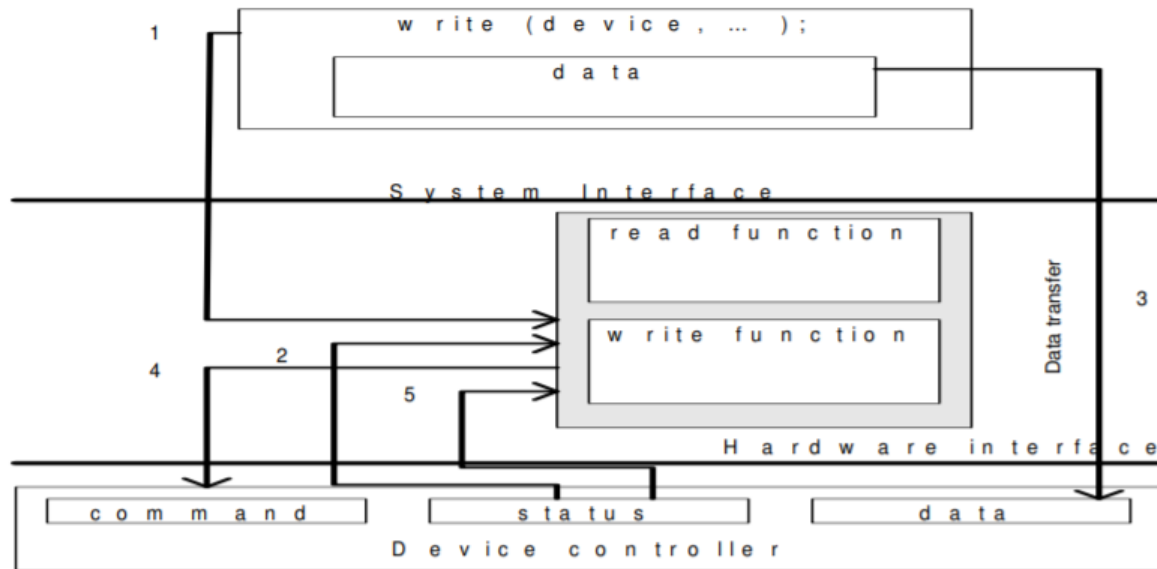 1
write (device, … );
data
System Interface
read function
write function
Data transfer
3
2
4
5
Hardware interface
command
status
data
Device controller